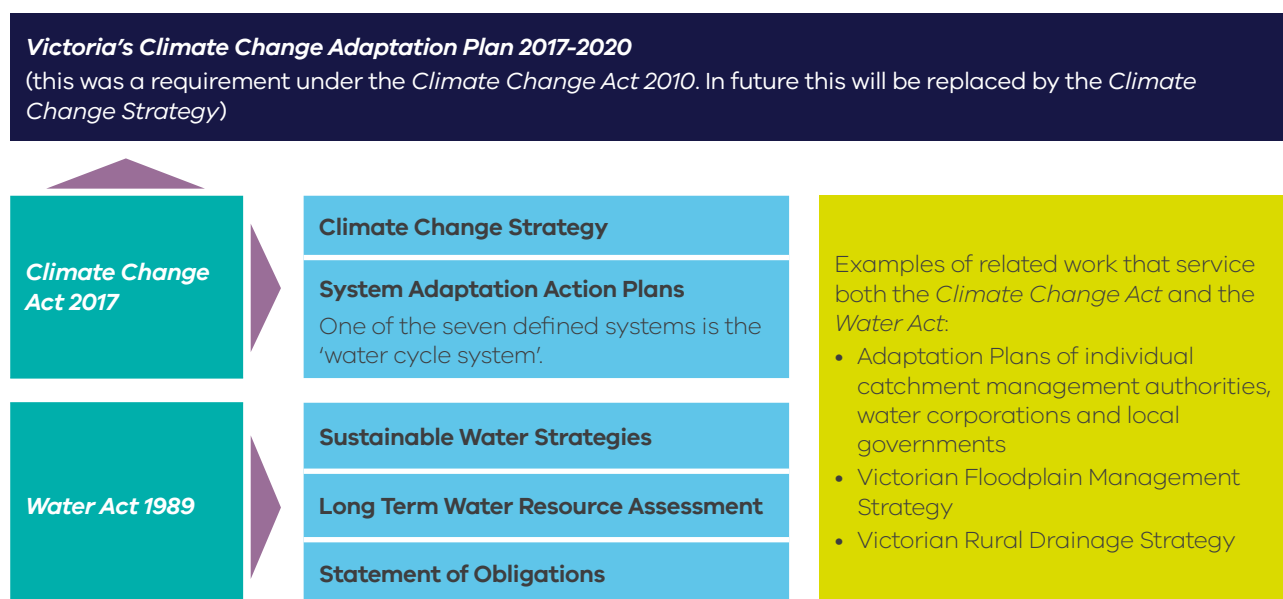 Victoria's Climate Change Adaptation Plan 2017-2020
(this was a requirement under the Climate Change Act 2010. In future this will be replaced by the Climate
Change Strategy)
Climate Change
Act 2017
Climate Change Strategy
System Adaptation Action Plans
One of the seven defined systems is the
'water cycle system'.
Water Act 1989
Sustainable Water Strategies
Long Term Water Resource Assessment
Statement of Obligations
Examples of related work that service
both the Climate Change Act and the
Water Act:
• Adaptation Plans of individual
catchment management authorities,
water corporations and local
governments
• Victorian Floodplain Management
Strategy
• Victorian Rural Drainage Strategy